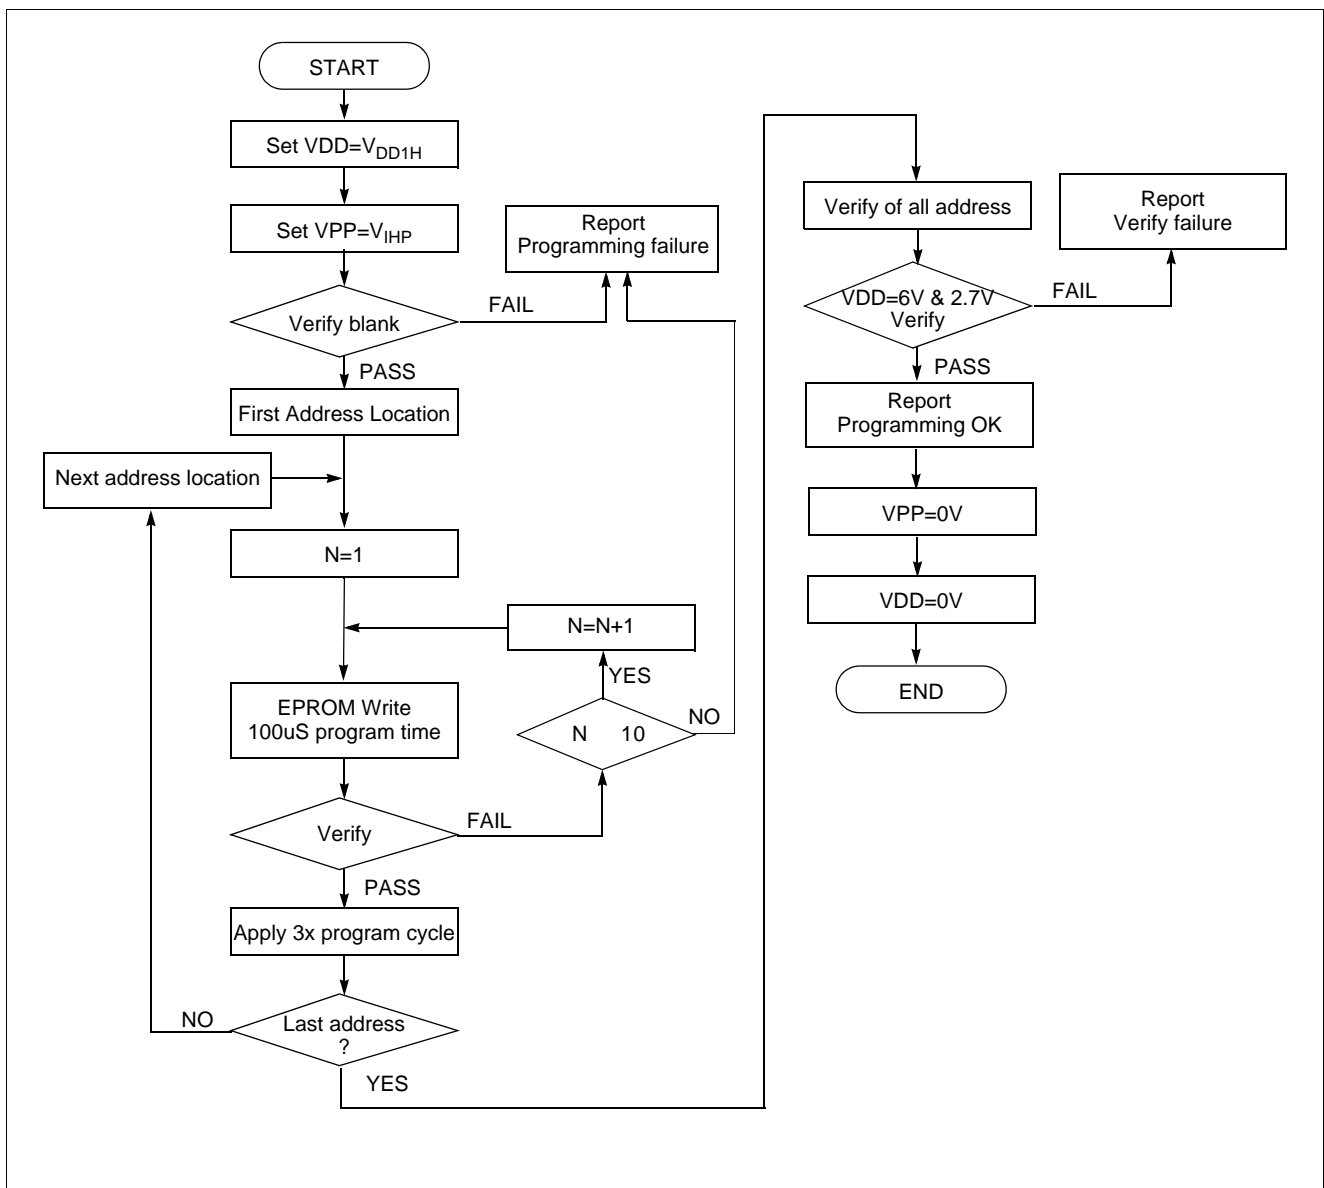 START
Set VDD=VDD1H
Set VPP=VIHP
Report
Programming failure
Verify blank
FAIL
PASS
First Address Location
Next address location
N=1
N=N+1
YES
EPROM Write
100uS program time
N 10
NO
Verify
FAIL
PASS
Apply 3x program cycle
NO
Last address
?
YES
Verify of all address
Report
Verify failure
VDD=6V & 2.7V
Verify
FAIL
PASS
Report
Programming OK
VPP=0V
VDD=0V
END